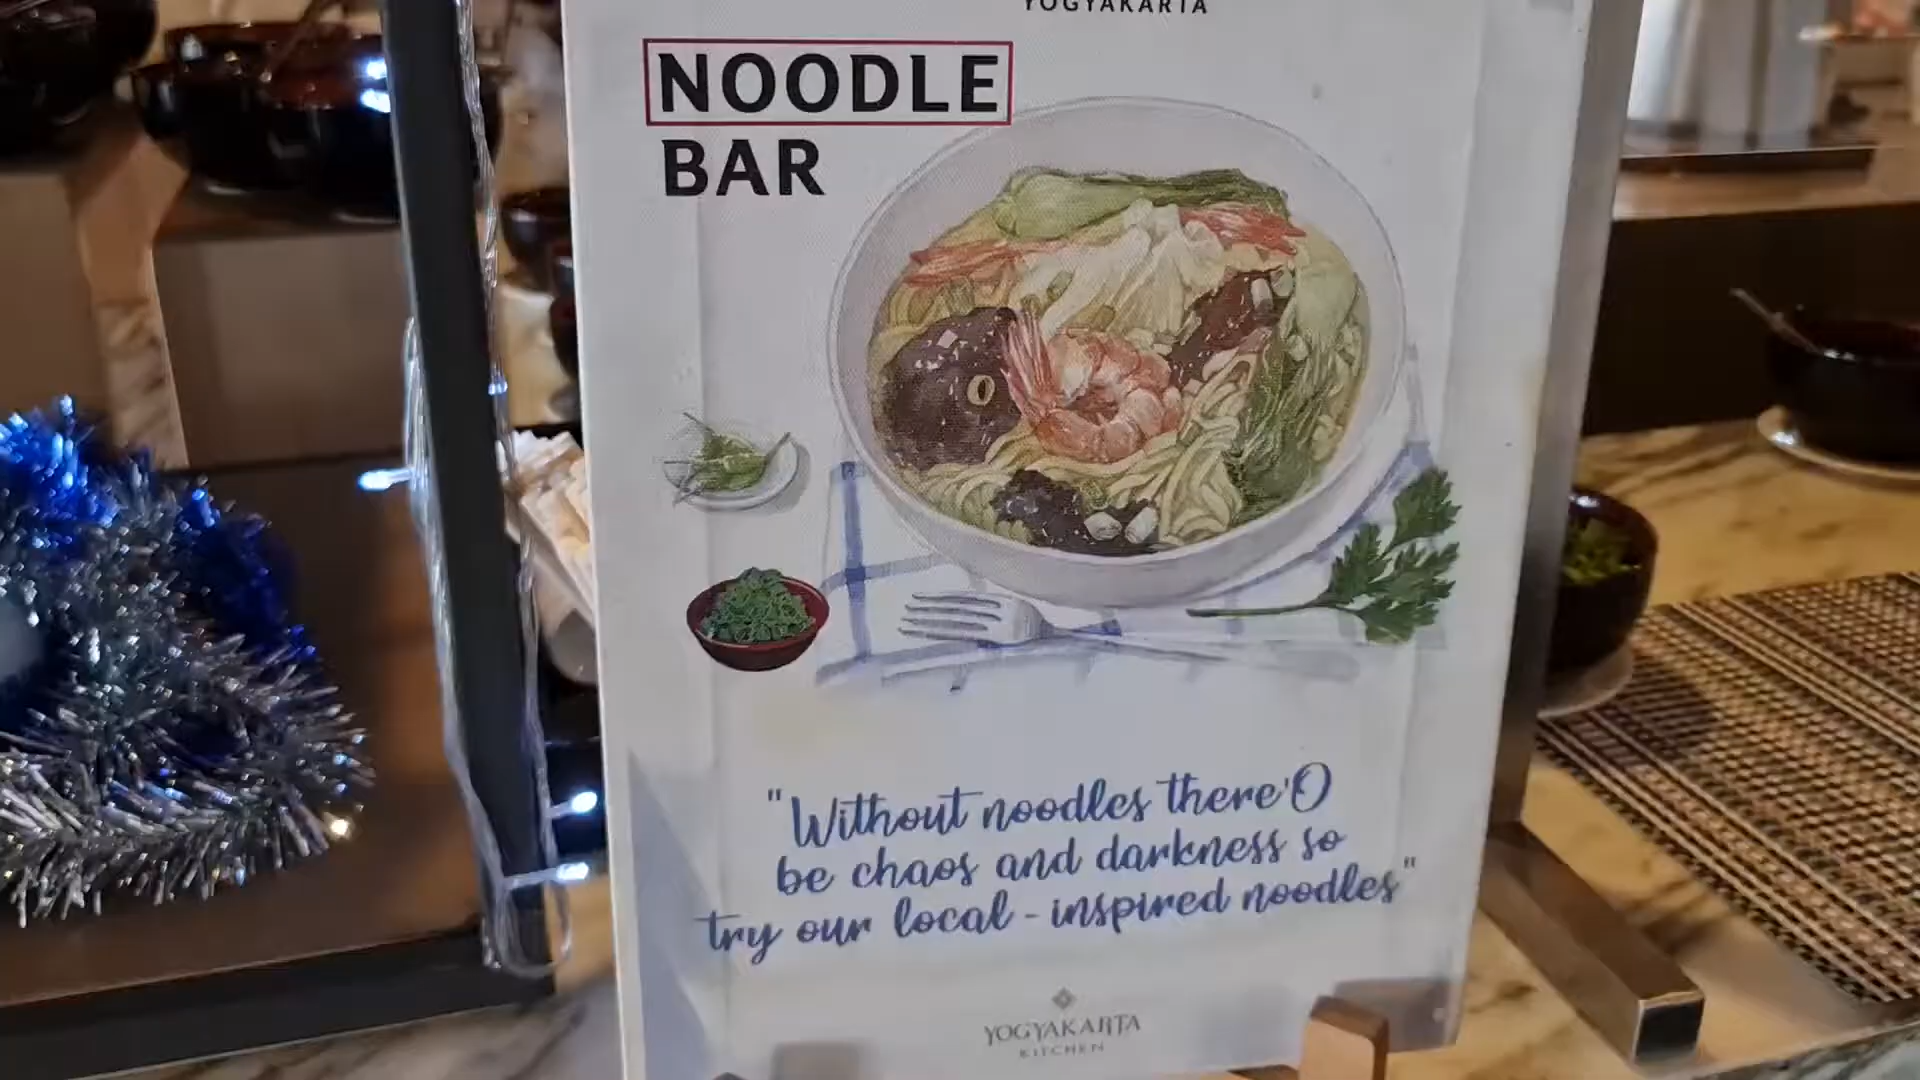 YOGYAKARTA
NOODLE
BAR
"Without noodles there'O
be chaos and darkness so
try our local - inspired noodles"
YOGYAKARTA
KITCHEN